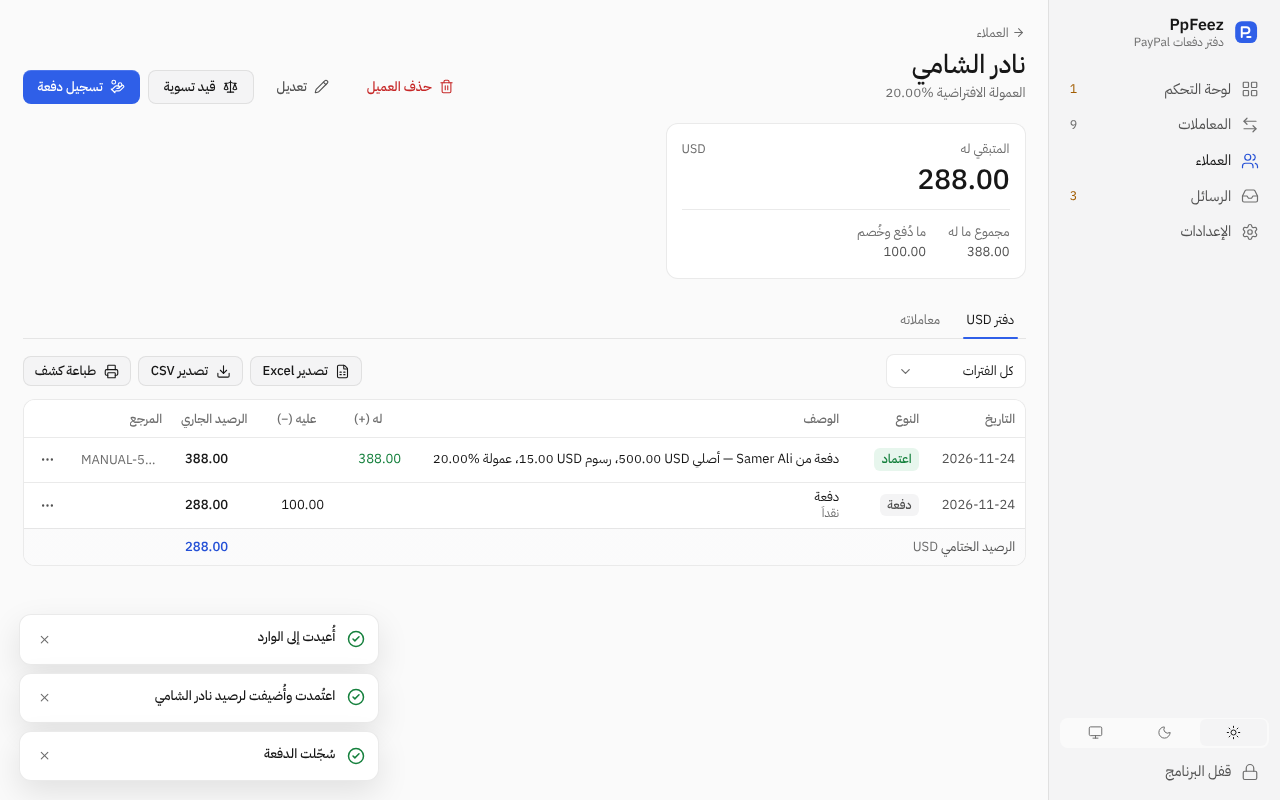 PpFeez
دفتر دفعات PayPal
لوحة التحكم 1
المعاملات 9
العملاء
الرسائل 3
الإعدادات
قفل البرنامج
العملاء
نادر الشامي
العمولة الافتراضية 20.00%
حذف العميل
تعديل
قيد تسوية
تسجيل دفعة
المتبقي له USD
288.00
مجموع ما له ما دُفع وخُصم
388.00 100.00
دفتر USD معاملاته
كل الفترات
تصدير Excel
تصدير CSV
طباعة كشف
التاريخ النوع الوصف له (+) عليه (−) الرصيد الجاري المرجع
2026-11-24 اعتماد دفعة من Samer Ali — أصلي 500.00 USD، رسوم 15.00 USD، عمولة 20.00% 388.00 388.00 MANUAL-5...
2026-11-24 دفعة دفعة 100.00 288.00
نقداً
الرصيد الختامي USD 288.00
أُعيدت إلى الوارد
اعتُمدت وأُضيفت لرصيد نادر الشامي
سُجّلت الدفعة